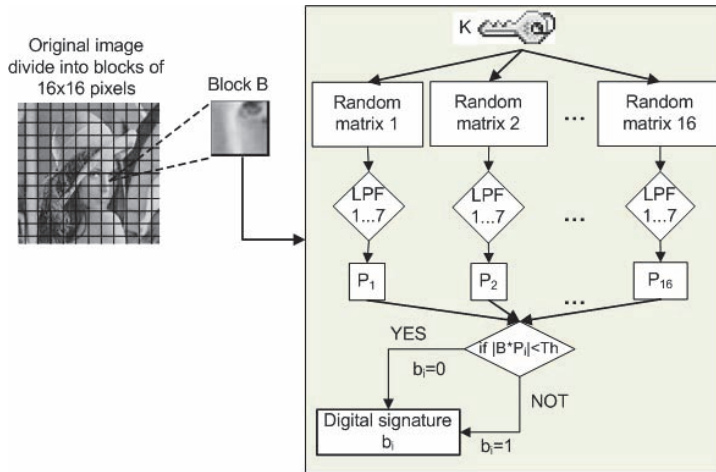 Original image
divide into blocks of
16x16 pixels
Block B
K
Random
matrix 1
Random
matrix 2
...
Random
matrix 16
LPF
1...7
LPF
1...7
...
LPF
1...7
P₁
P₂
...
P₁₆
if |B*Pᵢ|<Th
YES
bᵢ=0
NOT
bᵢ=1
Digital signature
bᵢ